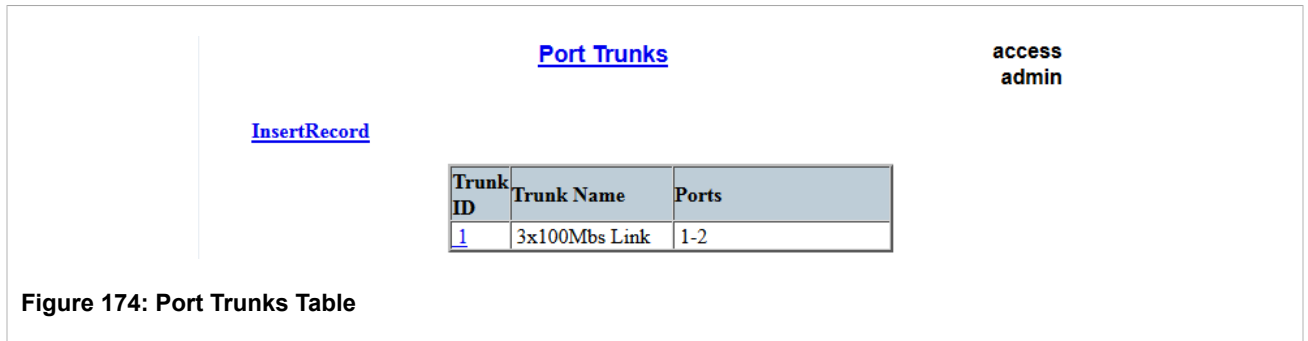 Port Trunks
access
admin
InsertRecord
Trunk ID Trunk Name Ports
1 3x100Mbs Link 1-2
Figure 174: Port Trunks Table